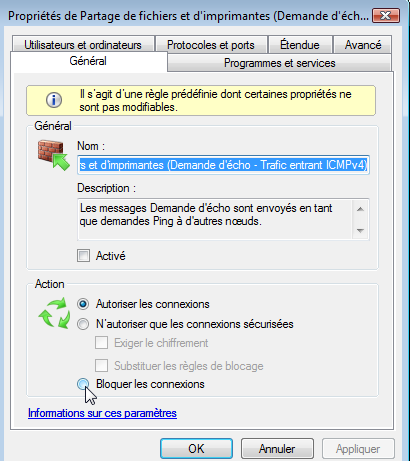 Propriétés de Partage de fichiers et d'imprimantes (Demande d'éch...
Utilisateurs et ordinateurs Protocoles et ports Étendue Avancé
Général Programmes et services
Il s'agit d'une règle prédéfinie dont certaines propriétés ne
sont pas modifiables.
Général
Nom :
rs et d'imprimantes (Demande d'écho - Trafic entrant ICMPv4)
Description :
Les messages Demande d'écho sont envoyés en tant
que demandes Ping à d'autres nœuds.
Activé
Action
Autoriser les connexions
N'autoriser que les connexions sécurisées
Exiger le chiffrement
Substituer les règles de blocage
Bloquer les connexions
Informations sur ces paramètres
OK Annuler Appliquer